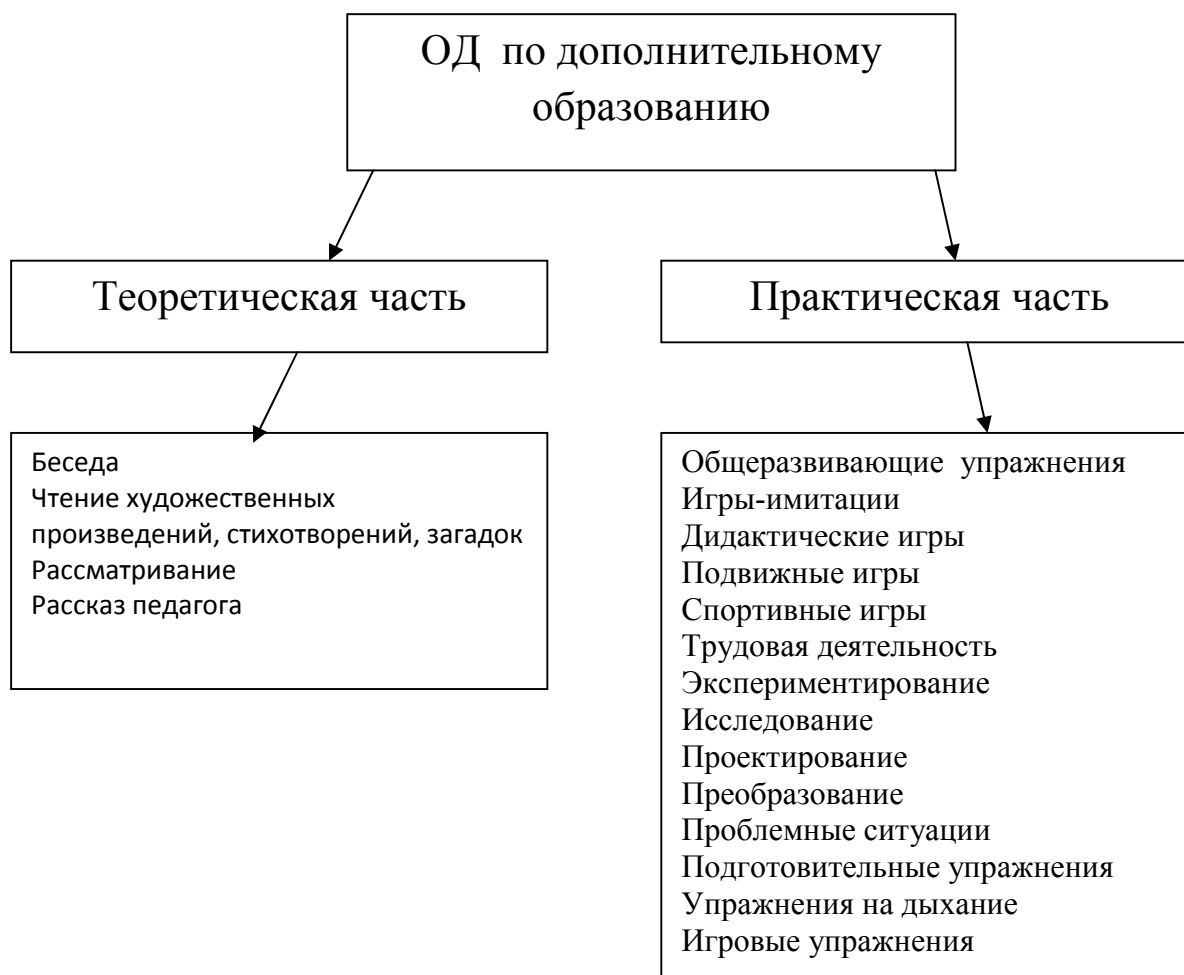 ОД по дополнительному
образованию
Теоретическая часть
Практическая часть
Беседа
Чтение художественных
произведений, стихотворений, загадок
Рассматривание
Рассказ педагога
Общеразвивающие упражнения
Игры-имитации
Дидактические игры
Подвижные игры
Спортивные игры
Трудовая деятельность
Экспериментирование
Исследование
Проектирование
Преобразование
Проблемные ситуации
Подготовительные упражнения
Упражнения на дыхание
Игровые упражнения